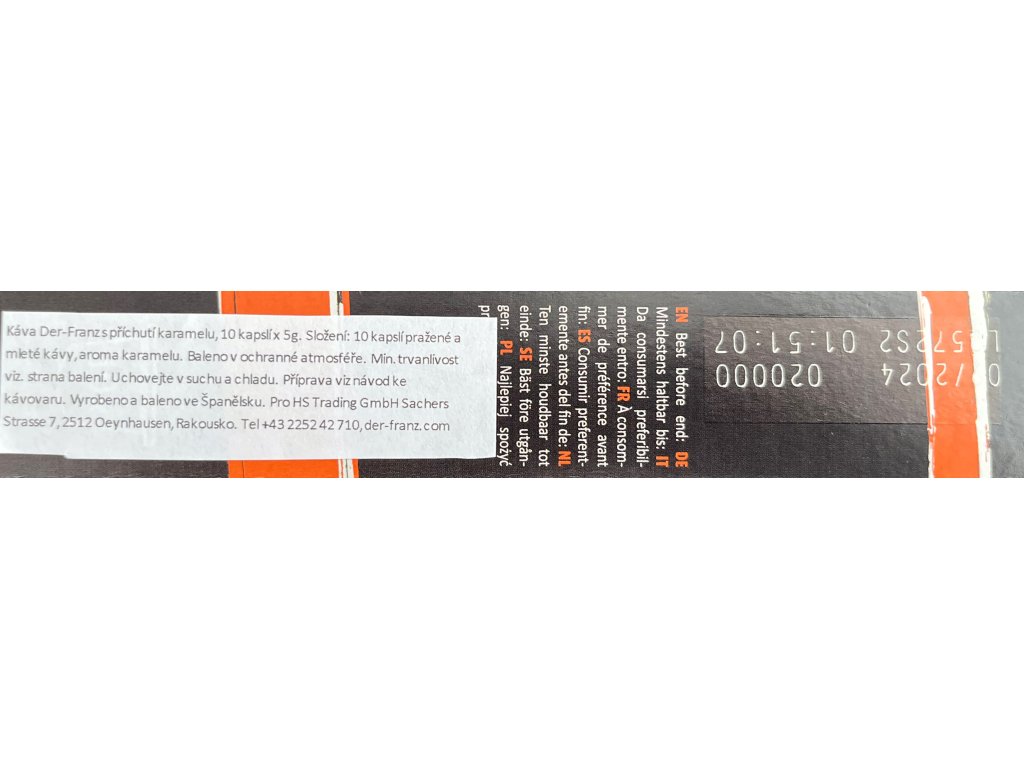 Káva Der-Franz s příchutí karamelu, 10 kapslí x 5g. Složení: 10 kapslí pražené a
mleté kávy, aroma karamelu. Baleno v ochranné atmosféře. Min. trvanlivost
viz. strana balení. Uchovejte v suchu a chladu. Příprava viz návod ke
kávovaru. Vyrobeno a baleno ve Španělsku. Pro HS Trading GmbH Sachers
Strasse 7, 2512 Oeynhausen, Rakousko. Tel +43 2252 42 710, der-franz.com
EN Best before end: DE
Mindestens haltbar bis: IT
Da consumarsi preferibil-
mente entro: FR À consom-
mer de préférence avant
fin: ES Consumir preferent-
emente antes del fin de: NL
Ten minste houdbaar tot
einde: SE Bäst före utgån-
gen: PL Najlepiej spożyć
/2024 020000
572S2 01:51:07